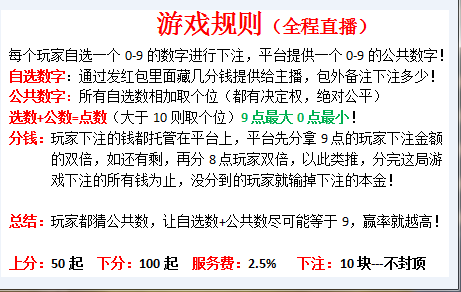 游戏规则（全程直播）
每个玩家自选一个 0-9 的数字进行下注，平台提供一个 0-9 的公共数字！
自选数字：通过发红包里面藏几分钱提供给主播，包外备注下注多少！
公共数字：所有自选数相加取个位（都有决定权，绝对公平）
选数+公数=点数（大于 10 则取个位）9 点最大 0 点最小！
分钱：玩家下注的钱都托管在平台上，平台先分拿 9 点的玩家下注金额
的双倍，如还有剩，再分 8 点玩家双倍，以此类推，分完这局游
戏下注的所有钱为止，没分到的玩家就输掉下注的本金！
总结：玩家都猜公共数，让自选数+公共数尽可能等于 9，赢率就越高！
上分：50 起 下分：100 起 服务费：2.5% 下注：10 块---不封顶